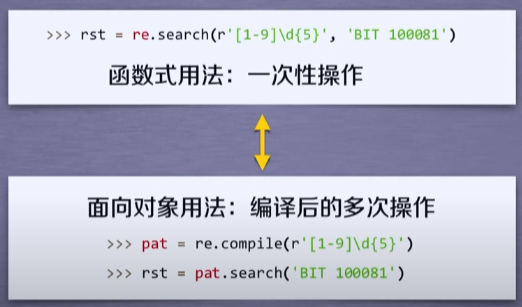 >>> rst = re.search(r'[1-9]\d{5}', 'BIT 100081')
函数式用法：一次性操作
面向对象用法：编译后的多次操作
>>> pat = re.compile(r'[1-9]\d{5}')
>>> rst = pat.search('BIT 100081')